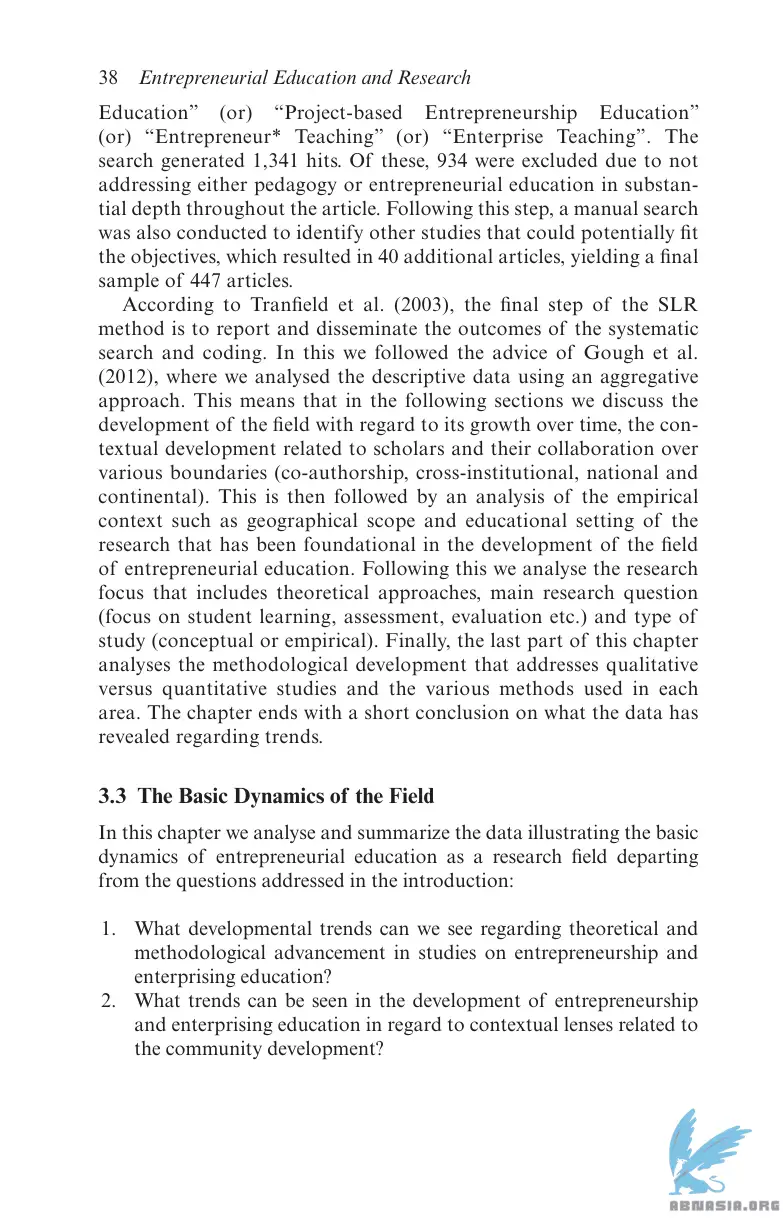 38 Entrepreneurial Education and Research
Education” (or) “Project-based Entrepreneurship Education”
(or) “Entrepreneur* Teaching” (or) “Enterprise Teaching”. The
search generated 1,341 hits. Of these, 934 were excluded due to not
addressing either pedagogy or entrepreneurial education in substan-
tial depth throughout the article. Following this step, a manual search
was also conducted to identify other studies that could potentially fit
the objectives, which resulted in 40 additional articles, yielding a final
sample of 447 articles.
According to Tranfield et al. (2003), the final step of the SLR
method is to report and disseminate the outcomes of the systematic
search and coding. In this we followed the advice of Gough et al.
(2012), where we analysed the descriptive data using an aggregative
approach. This means that in the following sections we discuss the
development of the field with regard to its growth over time, the con-
textual development related to scholars and their collaboration over
various boundaries (co-authorship, cross-institutional, national and
continental). This is then followed by an analysis of the empirical
context such as geographical scope and educational setting of the
research that has been foundational in the development of the field
of entrepreneurial education. Following this we analyse the research
focus that includes theoretical approaches, main research question
(focus on student learning, assessment, evaluation etc.) and type of
study (conceptual or empirical). Finally, the last part of this chapter
analyses the methodological development that addresses qualitative
versus quantitative studies and the various methods used in each
area. The chapter ends with a short conclusion on what the data has
revealed regarding trends.
3.3 The Basic Dynamics of the Field
In this chapter we analyse and summarize the data illustrating the basic
dynamics of entrepreneurial education as a research field departing
from the questions addressed in the introduction:
1. What developmental trends can we see regarding theoretical and
methodological advancement in studies on entrepreneurship and
enterprising education?
2. What trends can be seen in the development of entrepreneurship
and enterprising education in regard to contextual lenses related to
the community development?
ABNASIA.ORG